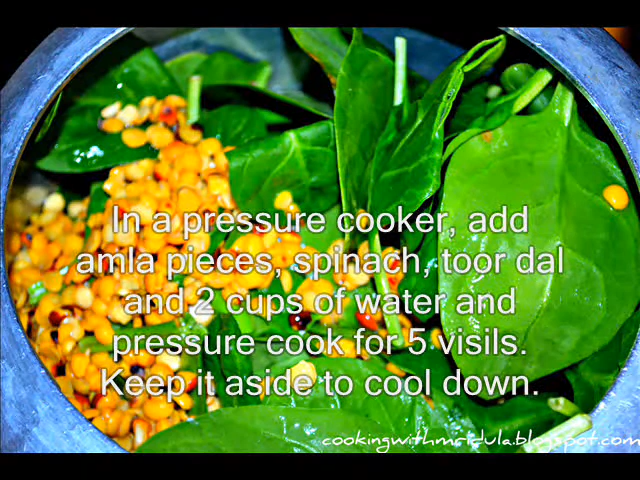 In a pressure cooker, add
amla pieces, spinach, toor dal
and 2 cups of water and
pressure cook for 5 visils.
Keep it aside to cool down.
cookingwithmridula.blogspot.com